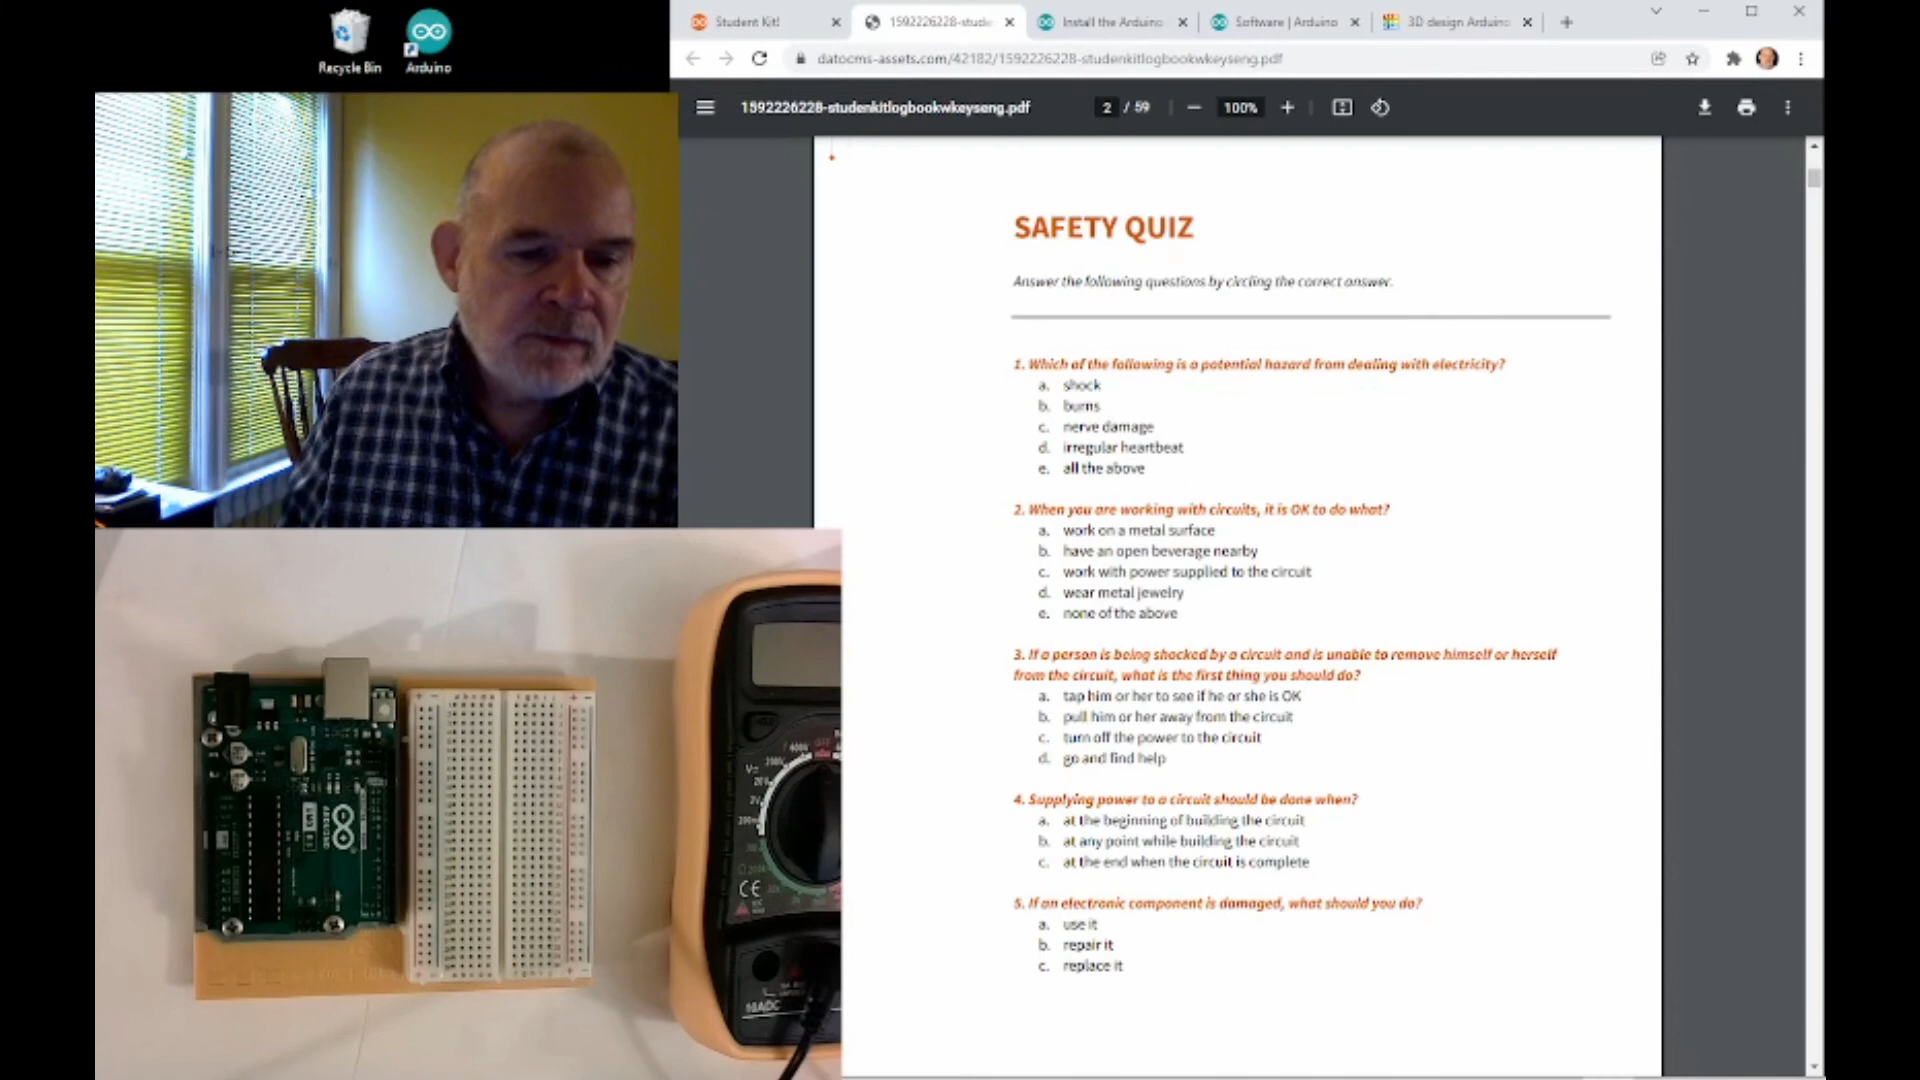 Recycle Bin
Arduino
Student Kit!
1592226228-stude
Install the Arduino
Software | Arduino
3D design Arduino
datocms-assets.com/42182/1592226228-studenkitlogbookwkeyseng.pdf
1592226228-studenkitlogbookwkeyseng.pdf
2 / 59
100%
SAFETY QUIZ
Answer the following questions by circling the correct answer.
1. Which of the following is a potential hazard from dealing with electricity?
a. shock
b. burns
c. nerve damage
d. irregular heartbeat
e. all the above
2. When you are working with circuits, it is OK to do what?
a. work on a metal surface
b. have an open beverage nearby
c. work with power supplied to the circuit
d. wear metal jewelry
e. none of the above
3. If a person is being shocked by a circuit and is unable to remove himself or herself
from the circuit, what is the first thing you should do?
a. tap him or her to see if he or she is OK
b. pull him or her away from the circuit
c. turn off the power to the circuit
d. go and find help
4. Supplying power to a circuit should be done when?
a. at the beginning of building the circuit
b. at any point while building the circuit
c. at the end when the circuit is complete
5. If an electronic component is damaged, what should you do?
a. use it
b. repair it
c. replace it
CE
10ADC